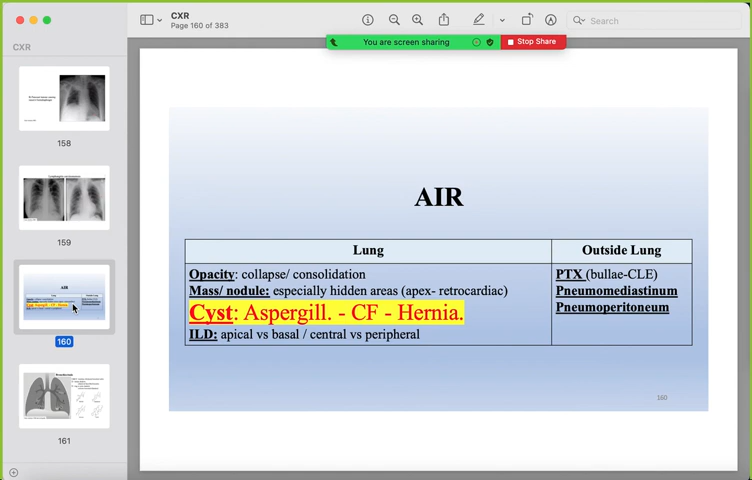 CXR
Page 160 of 383
Search
You are screen sharing
Stop Share
CXR
158
159
160
161
AIR
Lung
Outside Lung
Opacity: collapse/ consolidation
Mass/ nodule: especially hidden areas (apex- retrocardiac)
Cyst: Aspergill. - CF - Hernia.
ILD: apical vs basal / central vs peripheral
PTX (bullae-CLE)
Pneumomediastinum
Pneumoperitoneum
160